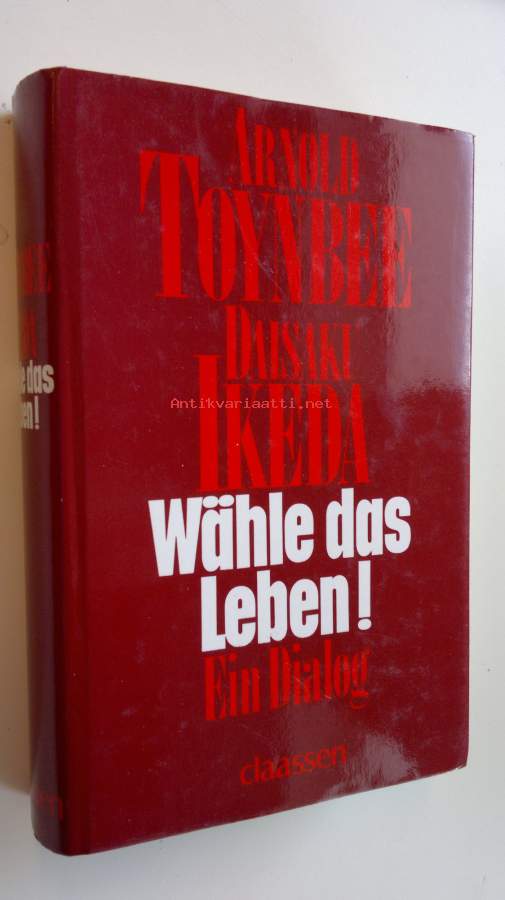 ARNOLD
TOYNBEE
DAISAKU
IKEDA
Antikvariaatti.net
Wähle das
Leben!
Ein Dialog
claassen